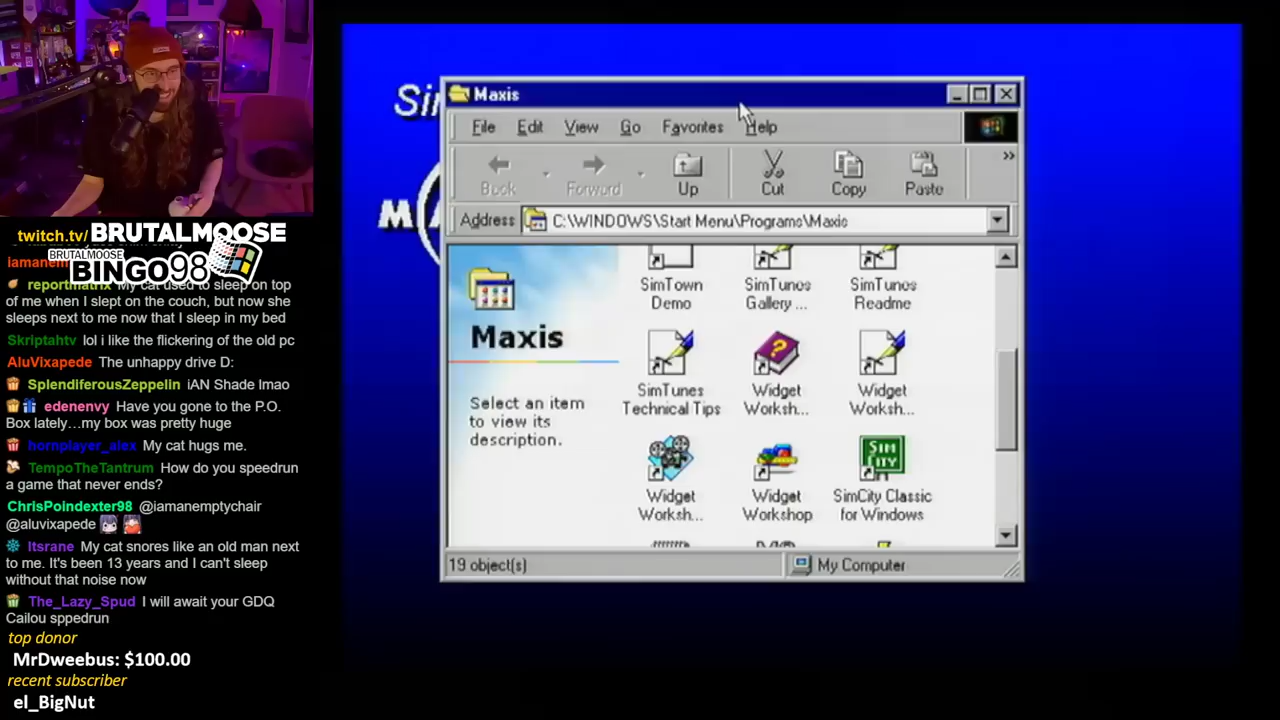 twitch.tv/BRUTALMOOSE
BRUTALMOOSE
BINGO98
iamanem
reportmatrix My cat used to sleep on top
of me when I slept on the couch, but now she
sleeps next to me now that I sleep in my bed
Skriptahtv lol i like the flickering of the old pc
AluVixapede The unhappy drive D:
SplendiferousZeppelin iAN Shade lmao
edenenvy Have you gone to the P.O.
Box lately…my box was pretty huge
hornplayer_alex My cat hugs me.
TempoTheTantrum How do you speedrun
a game that never ends?
ChrisPoindexter98 @iamanemptychair
@aluvixapede
Itsrane My cat snores like an old man next
to me. It's been 13 years and I can't sleep
without that noise now
The_Lazy_Spud I will await your GDQ
Cailou sppedrun
top donor
MrDweebus: $100.00
recent subscriber
el_BigNut
Maxis
File Edit View Go Favorites Help
Back Forward Up Cut Copy Paste »
Address C:\WINDOWS\Start Menu\Programs\Maxis
Maxis
Select an item
to view its
description.
SimTown
Demo
SimTunes
Gallery ...
SimTunes
Readme
SimTunes
Technical Tips
Widget
Worksh...
Widget
Worksh...
Widget
Worksh...
Widget
Workshop
SIM
CITY
SimCity Classic
for Windows
19 object(s)
My Computer